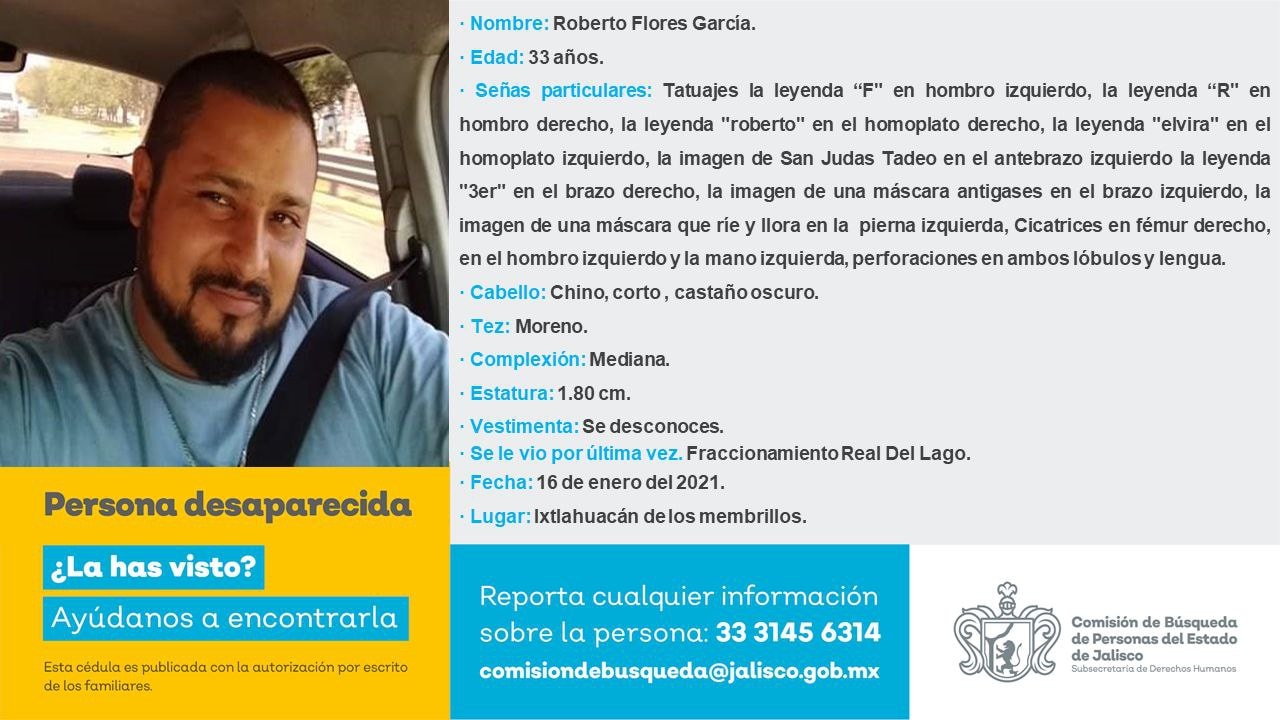 · Nombre: Roberto Flores García.
· Edad: 33 años.
· Señas particulares: Tatuajes la leyenda “F" en hombro izquierdo, la leyenda “R" en
hombro derecho, la leyenda "roberto" en el homoplato derecho, la leyenda "elvira" en el
homoplato izquierdo, la imagen de San Judas Tadeo en el antebrazo izquierdo la leyenda
"3er" en el brazo derecho, la imagen de una máscara antigases en el brazo izquierdo, la
imagen de una máscara que ríe y llora en la pierna izquierda, Cicatrices en fémur derecho,
en el hombro izquierdo y la mano izquierda, perforaciones en ambos lóbulos y lengua.
· Cabello: Chino, corto , castaño oscuro.
· Tez: Moreno.
· Complexión: Mediana.
· Estatura: 1.80 cm.
· Vestimenta: Se desconoces.
· Se le vio por última vez. Fraccionamiento Real Del Lago.
· Fecha: 16 de enero del 2021.
· Lugar: Ixtlahuacán de los membrillos.
Persona desaparecida
¿La has visto?
Ayúdanos a encontrarla
Esta cédula es publicada con la autorización por escrito
de los familiares.
Reporta cualquier información
sobre la persona: 33 3145 6314
comisiondebusqueda@jalisco.gob.mx
Comisión de Búsqueda
de Personas del Estado
de Jalisco
Subsecretaría de Derechos Humanos